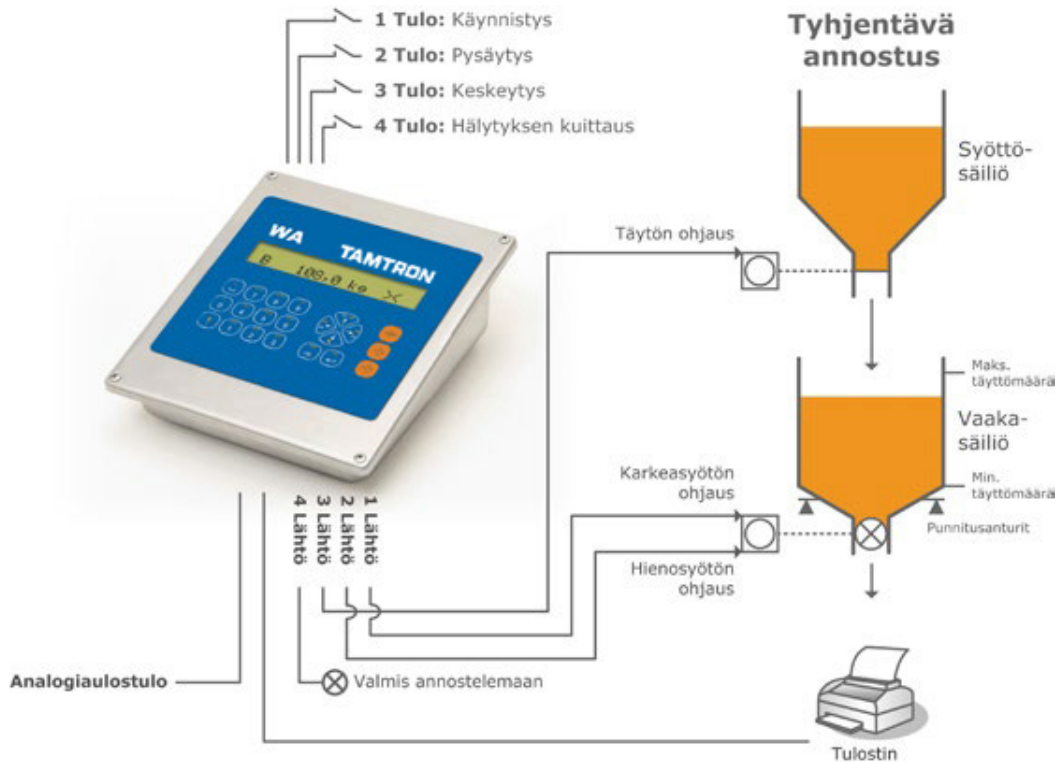 1 Tulo: Käynnistys
2 Tulo: Pysäytys
3 Tulo: Keskeytys
4 Tulo: Hälytyksen kuittaus
Tyhjentävä
annostus
Syöttö-
säiliö
Täytön ohjaus
WA TAMTRON
B 108,0 kg
Maks.
täyttömäärä
Vaaka-
säiliö
Min.
täyttömäärä
Punnitusanturit
Karkeasyötön
ohjaus
Hienosyötön
ohjaus
4 Lähtö
3 Lähtö
2 Lähtö
1 Lähtö
Analogiaulostulo
Valmis annostelemaan
Tulostin